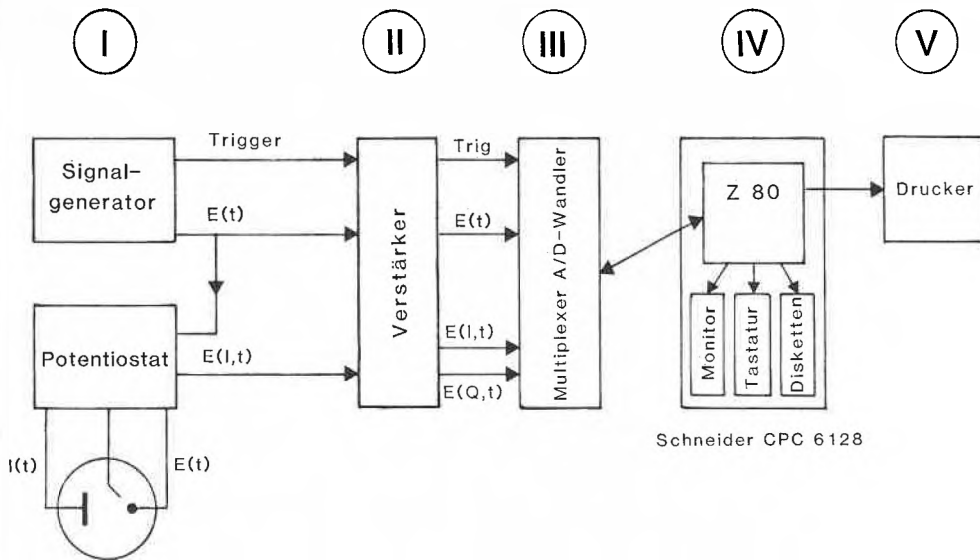 I
II
III
IV
V
Signal-
generator
Trigger
E(t)
Potentiostat
E(I,t)
I(t)
E(t)
Verstärker
Trig
E(t)
E(I,t)
E(Q,t)
Multiplexer A/D-Wandler
Z 80
Monitor
Tastatur
Disketten
Schneider CPC 6128
Drucker